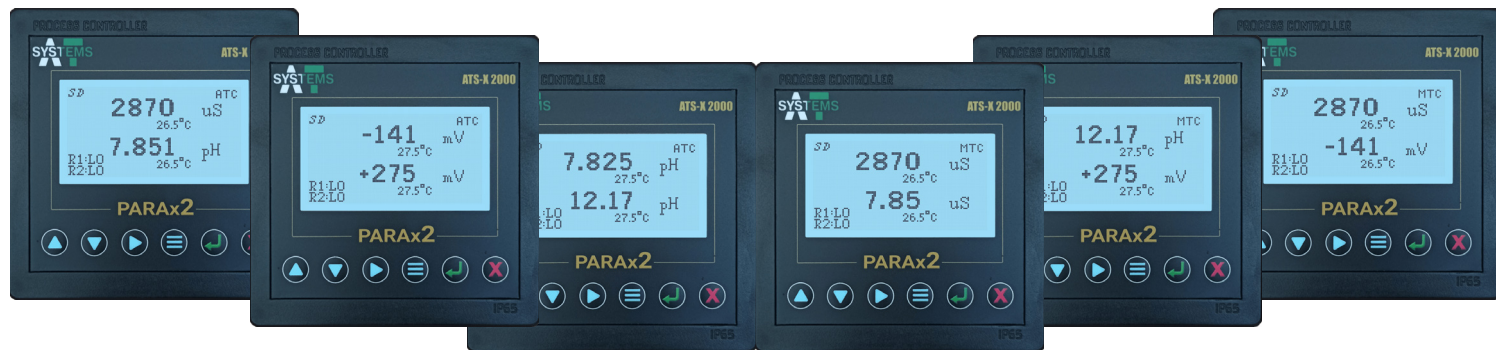 PROCESS CONTROLLER
SYSTEMS
ATS-X
SD
ATC
2870 uS
26.5°C
7.851 pH
26.5°C
R1:LO
R2:LO
PARAx2
PROCESS CONTROLLER
SYSTEMS
ATS-X 2000
SD
ATC
-141 mV
27.5°C
+275 mV
27.5°C
R1:LO
R2:LO
PARAx2
X
IP65
CONTROLLER
ATS-X 2000
ATC
7.825 pH
27.5°C
12.17 pH
27.5°C
:LO
:LO
PARAx2
X
IP65
PROCESS CONTROLLER
SYSTEMS
ATS-X 2000
SD
MTC
2870 uS
26.5°C
7.85 uS
26.5°C
R1:LO
R2:LO
PARAx2
X
PROCESS CONTROLLER
SYSTEMS
ATS-X 2000
MTC
12.17 pH
27.5°C
+275 mV
27.5°C
:LO
:LO
PARAx2
X
IP65
PROCESS CONTROLLER
TEMS
ATS-X 2000
SD
MTC
2870 uS
26.5°C
-141 mV
26.5°C
R1:LO
R2:LO
PARAx2
X
IP65